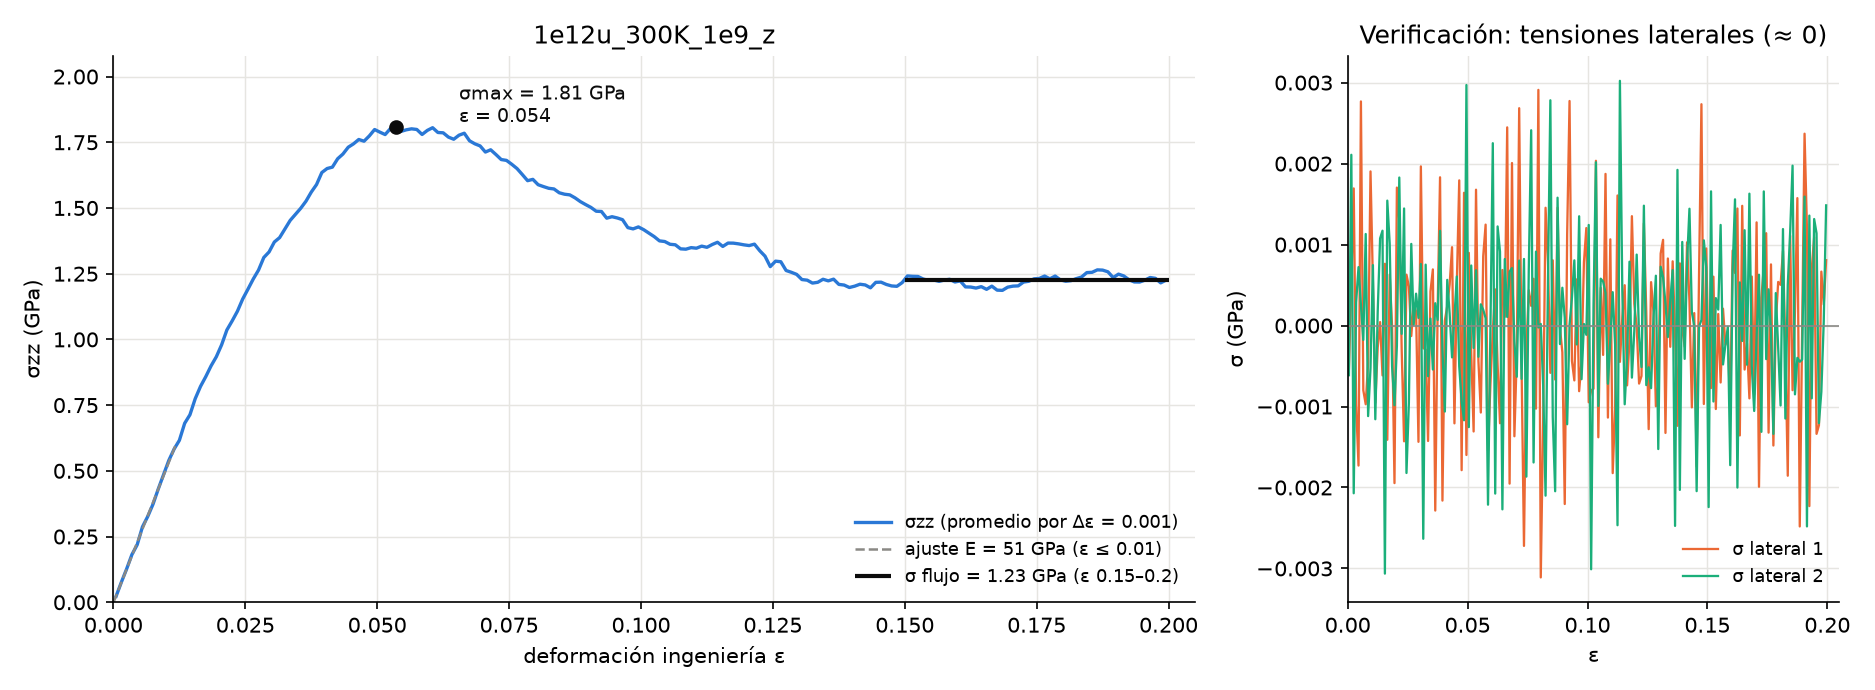 1e12u_300K_1e9_z
σmax = 1.81 GPa
ε = 0.054
2.00
1.75
1.50
1.25
1.00
0.75
0.50
0.25
0.00
σzz (GPa)
σzz (promedio por Δε = 0.001)
ajuste E = 51 GPa (ε ≤ 0.01)
σ flujo = 1.23 GPa (ε 0.15–0.2)
0.000 0.025 0.050 0.075 0.100 0.125 0.150 0.175 0.200
deformación ingeniería ε
Verificación: tensiones laterales (≈ 0)
0.003
0.002
0.001
0.000
−0.001
−0.002
−0.003
σ (GPa)
σ lateral 1
σ lateral 2
0.00 0.05 0.10 0.15 0.20
ε